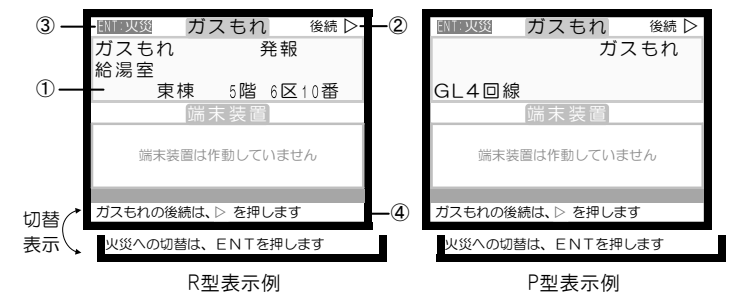 ③ ENT:火災 ガスもれ 後続 ▷ ②
ガスもれ 発報
給湯室
① 東棟 5階 6区10番
端末装置
端末装置は作動していません
ガスもれの後続は、▷ を押します ④
切替
表示
火災への切替は、ENTを押します
R型表示例
ENT:火災 ガスもれ 後続 ▷
ガスもれ
GL4回線
端末装置
端末装置は作動していません
ガスもれの後続は、▷ を押します
火災への切替は、ENTを押します
P型表示例